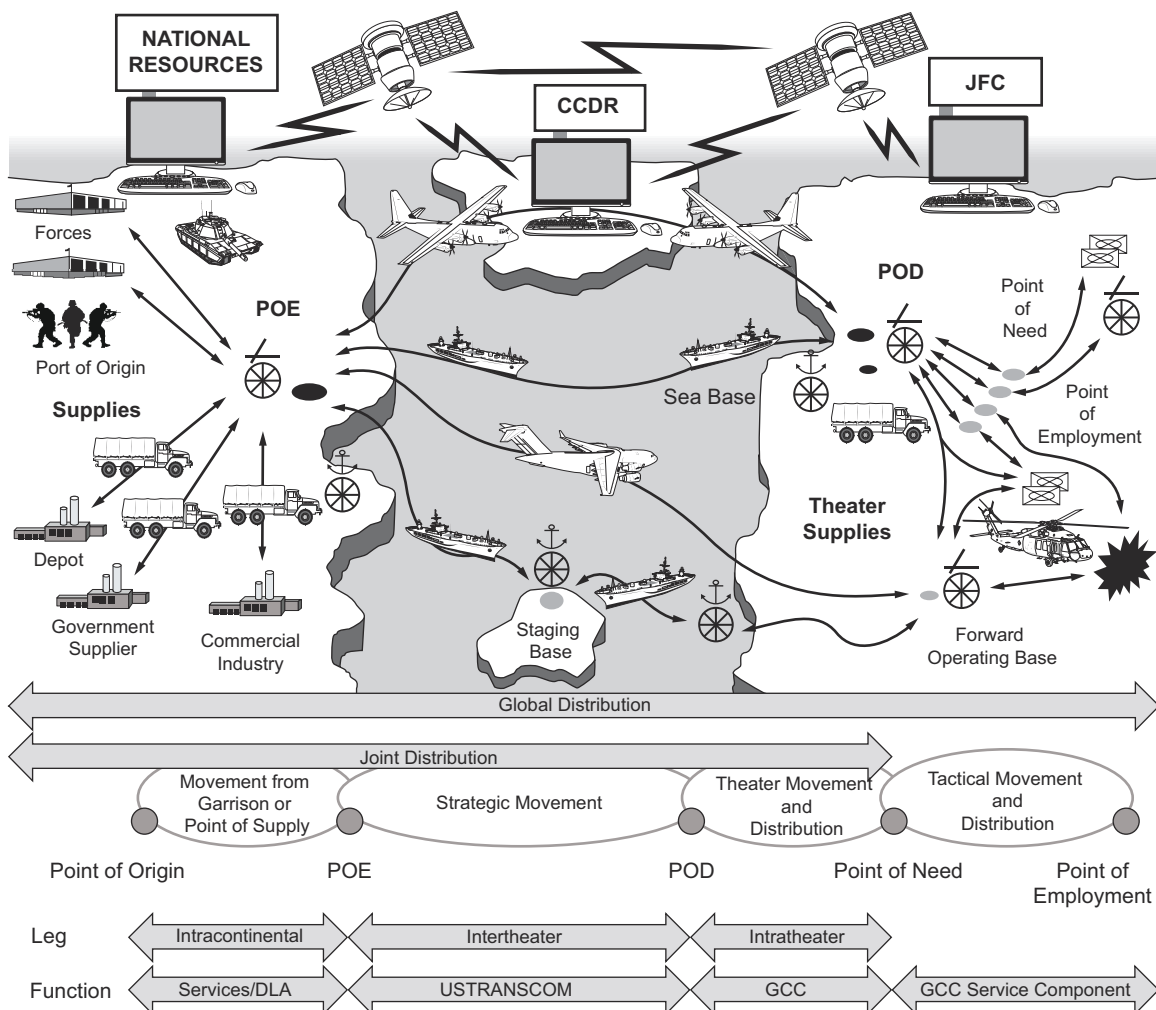 NATIONAL
RESOURCES
CCDR
JFC
Forces
Port of Origin
POE
POD
Point
of
Need
Supplies
Sea Base
Point
of
Employment
Theater
Supplies
Depot
Government
Supplier
Commercial
Industry
Staging
Base
Forward
Operating Base
Global Distribution
Joint Distribution
Movement from
Garrison or
Point of Supply
Strategic Movement
Theater Movement
and
Distribution
Tactical Movement
and
Distribution
Point of Origin
POE
POD
Point of Need
Point of
Employment
Leg
Intracontinental
Intertheater
Intratheater
Function
Services/DLA
USTRANSCOM
GCC
GCC Service Component